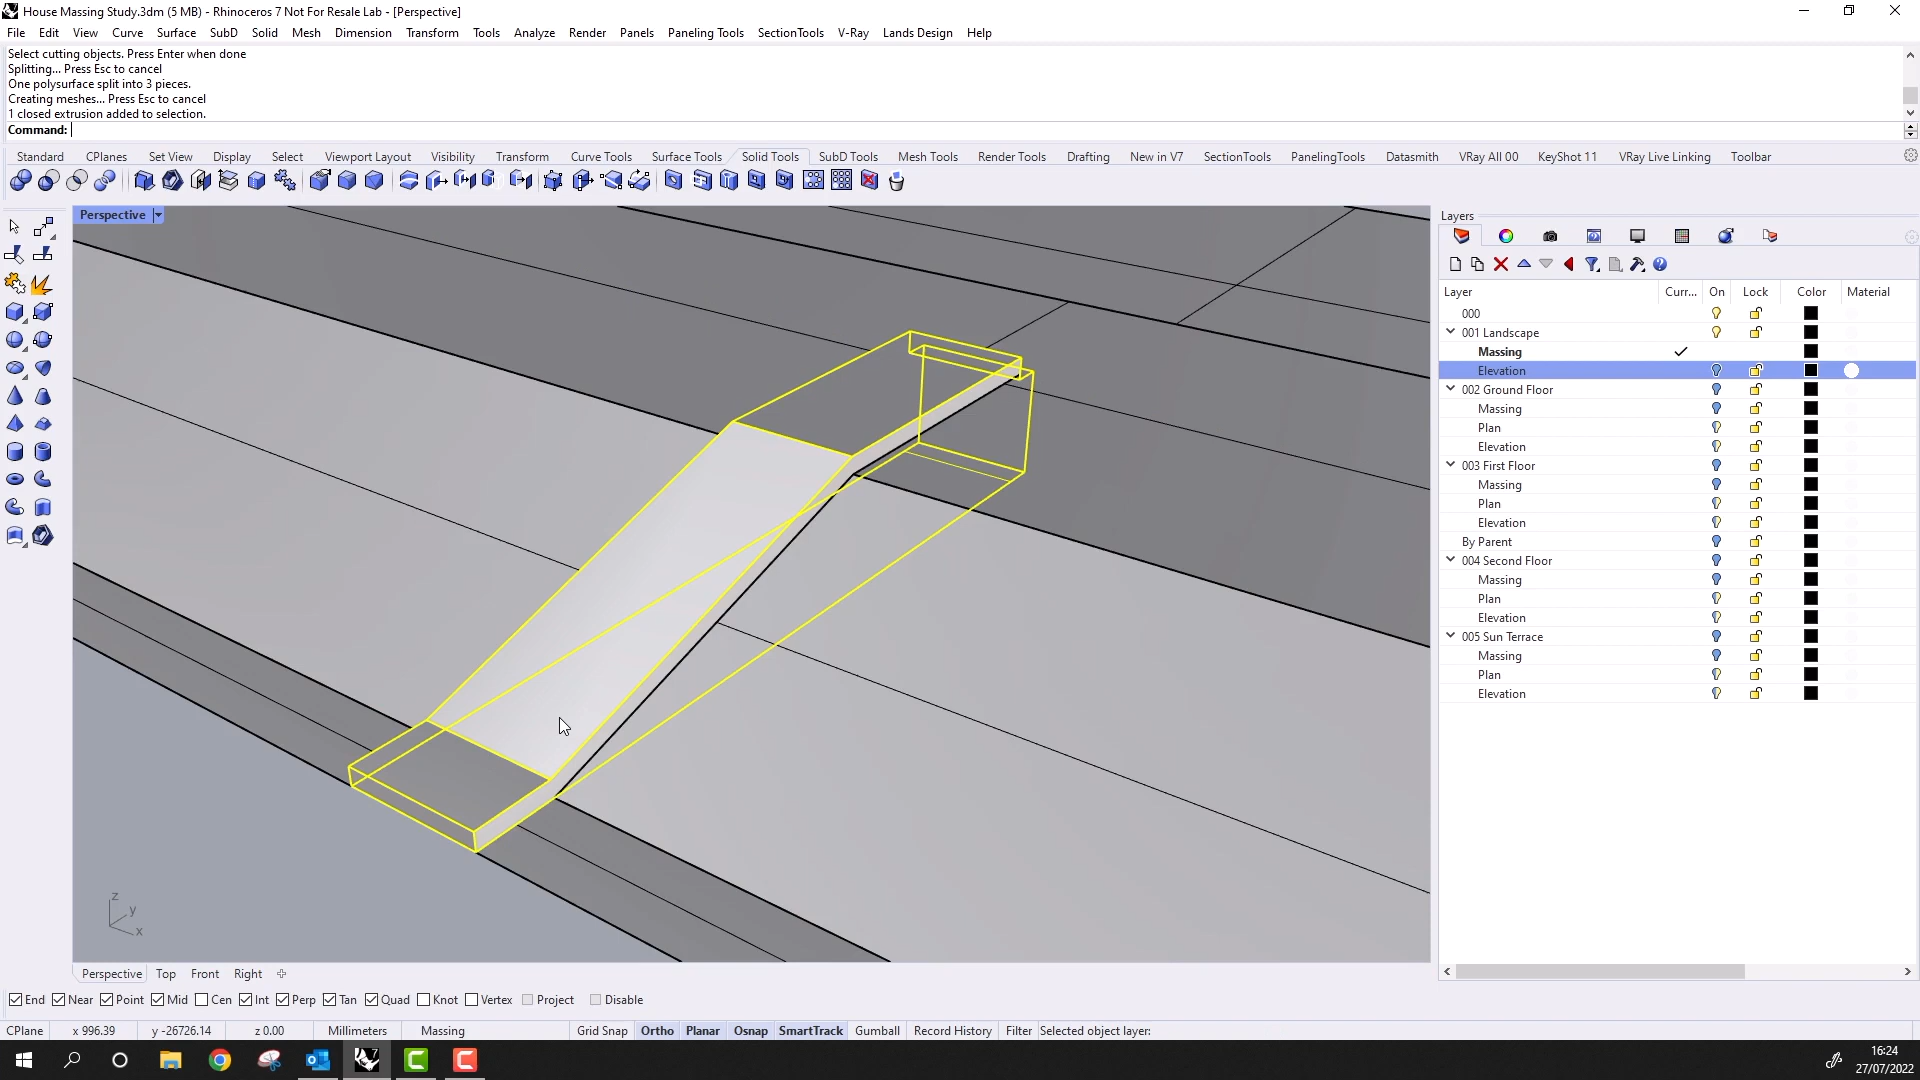 House Massing Study.3dm (5 MB) - Rhinoceros 7 Not For Resale Lab - [Perspective]
File Edit View Curve Surface SubD Solid Mesh Dimension Transform Tools Analyze Render Panels Paneling Tools SectionTools V-Ray Lands Design Help
Select cutting objects. Press Enter when done
Splitting... Press Esc to cancel
One polysurface split into 3 pieces.
Creating meshes... Press Esc to cancel
1 closed extrusion added to selection.
Command:
Standard CPlanes Set View Display Select Viewport Layout Visibility Transform Curve Tools Surface Tools Solid Tools SubD Tools Mesh Tools Render Tools Drafting New in V7 SectionTools PanelingTools Datasmith VRay All 00 KeyShot 11 VRay Live Linking Toolbar
Perspective
Layers
Layer Curr... On Lock Color Material
000
001 Landscape
Massing
Elevation
002 Ground Floor
Massing
Plan
Elevation
003 First Floor
Massing
Plan
Elevation
By Parent
004 Second Floor
Massing
Plan
Elevation
005 Sun Terrace
Massing
Plan
Elevation
z
y
x
Perspective Top Front Right
End Near Point Mid Cen Int Perp Tan Quad Knot Vertex Project Disable
CPlane x 996.39 y -26726.14 z 0.00 Millimeters Massing Grid Snap Ortho Planar Osnap SmartTrack Gumball Record History Filter Selected object layer:
16:24
27/07/2022